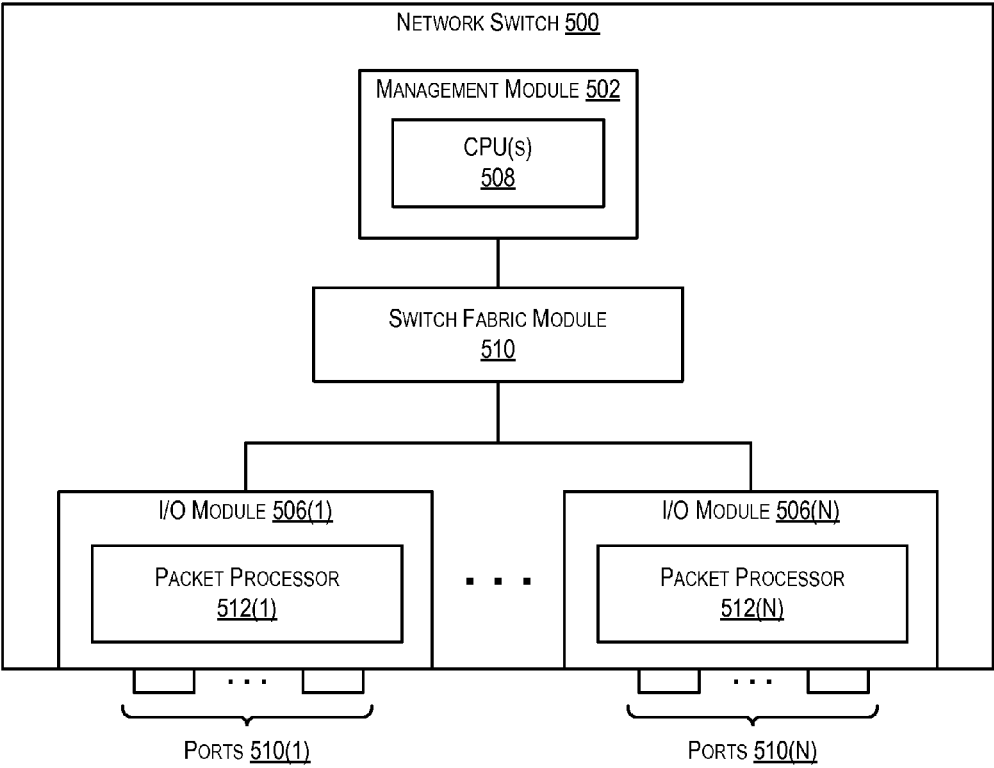 NETWORK SWITCH 500
MANAGEMENT MODULE 502
CPU(S)
508
SWITCH FABRIC MODULE
510
I/O MODULE 506(1)
I/O MODULE 506(N)
PACKET PROCESSOR
512(1)
. . .
PACKET PROCESSOR
512(N)
. . .
. . .
PORTS 510(1)
PORTS 510(N)